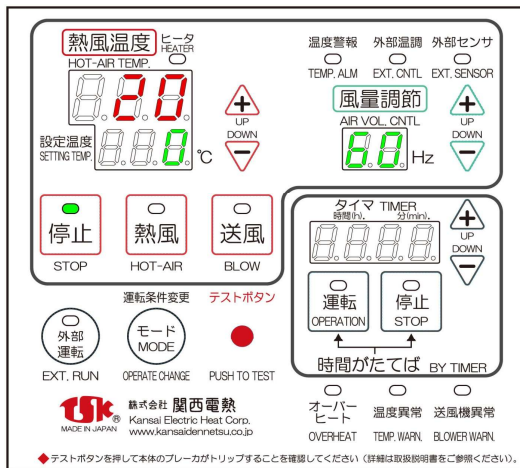 熱風温度 ヒータ
HEATER
HOT-AIR TEMP.
20
設定温度
SETTING TEMP.
0 °C
UP
DOWN
温度警報 外部温調 外部センサ
TEMP. ALM EXT. CNTL EXT. SENSOR
風量調節
AIR VOL. CNTL
60 Hz
UP
DOWN
停止 熱風 送風
STOP HOT-AIR BLOW
タイマ TIMER
時間(h). 分(min).
UP
DOWN
運転 停止
OPERATION STOP
時間がたてば BY TIMER
運転条件変更 テストボタン
外部
運転
モード
MODE
EXT. RUN OPERATE CHANGE PUSH TO TEST
オーバー
ヒート
温度異常 送風機異常
OVERHEAT TEMP. WARN. BLOWER WARN.
TSK
MADE IN JAPAN
株式会社 関西電熱
Kansai Electric Heat Corp.
www.kansaidennetsu.co.jp
◆テストボタンを押して本体のブレーカがトリップすることを確認してください（詳細は取扱説明書をご参照ください）。